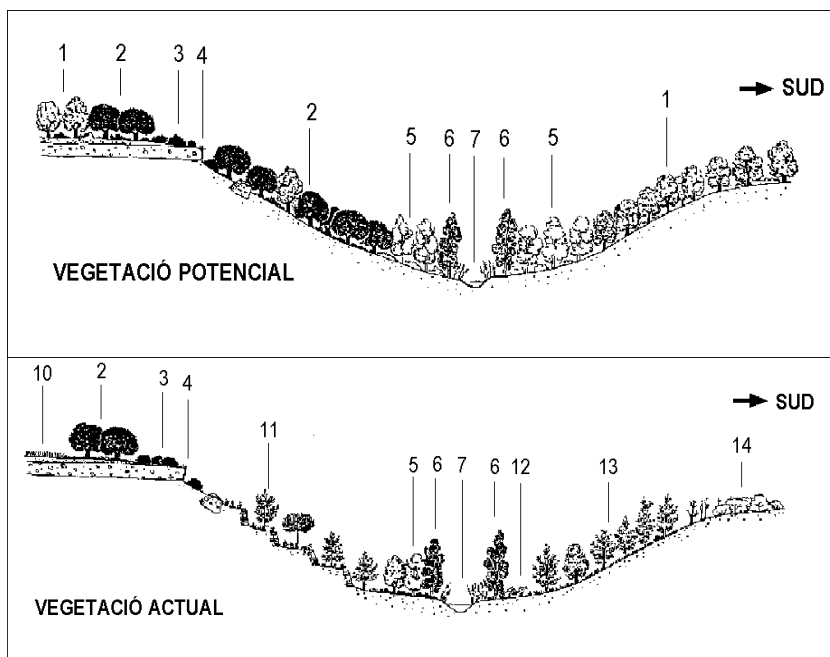 1 2 3 4
SUD
2 1
5 6 7 6 5
VEGETACIÓ POTENCIAL
10 2 3 4
SUD
11 5 6 7 6 12 13 14
VEGETACIÓ ACTUAL